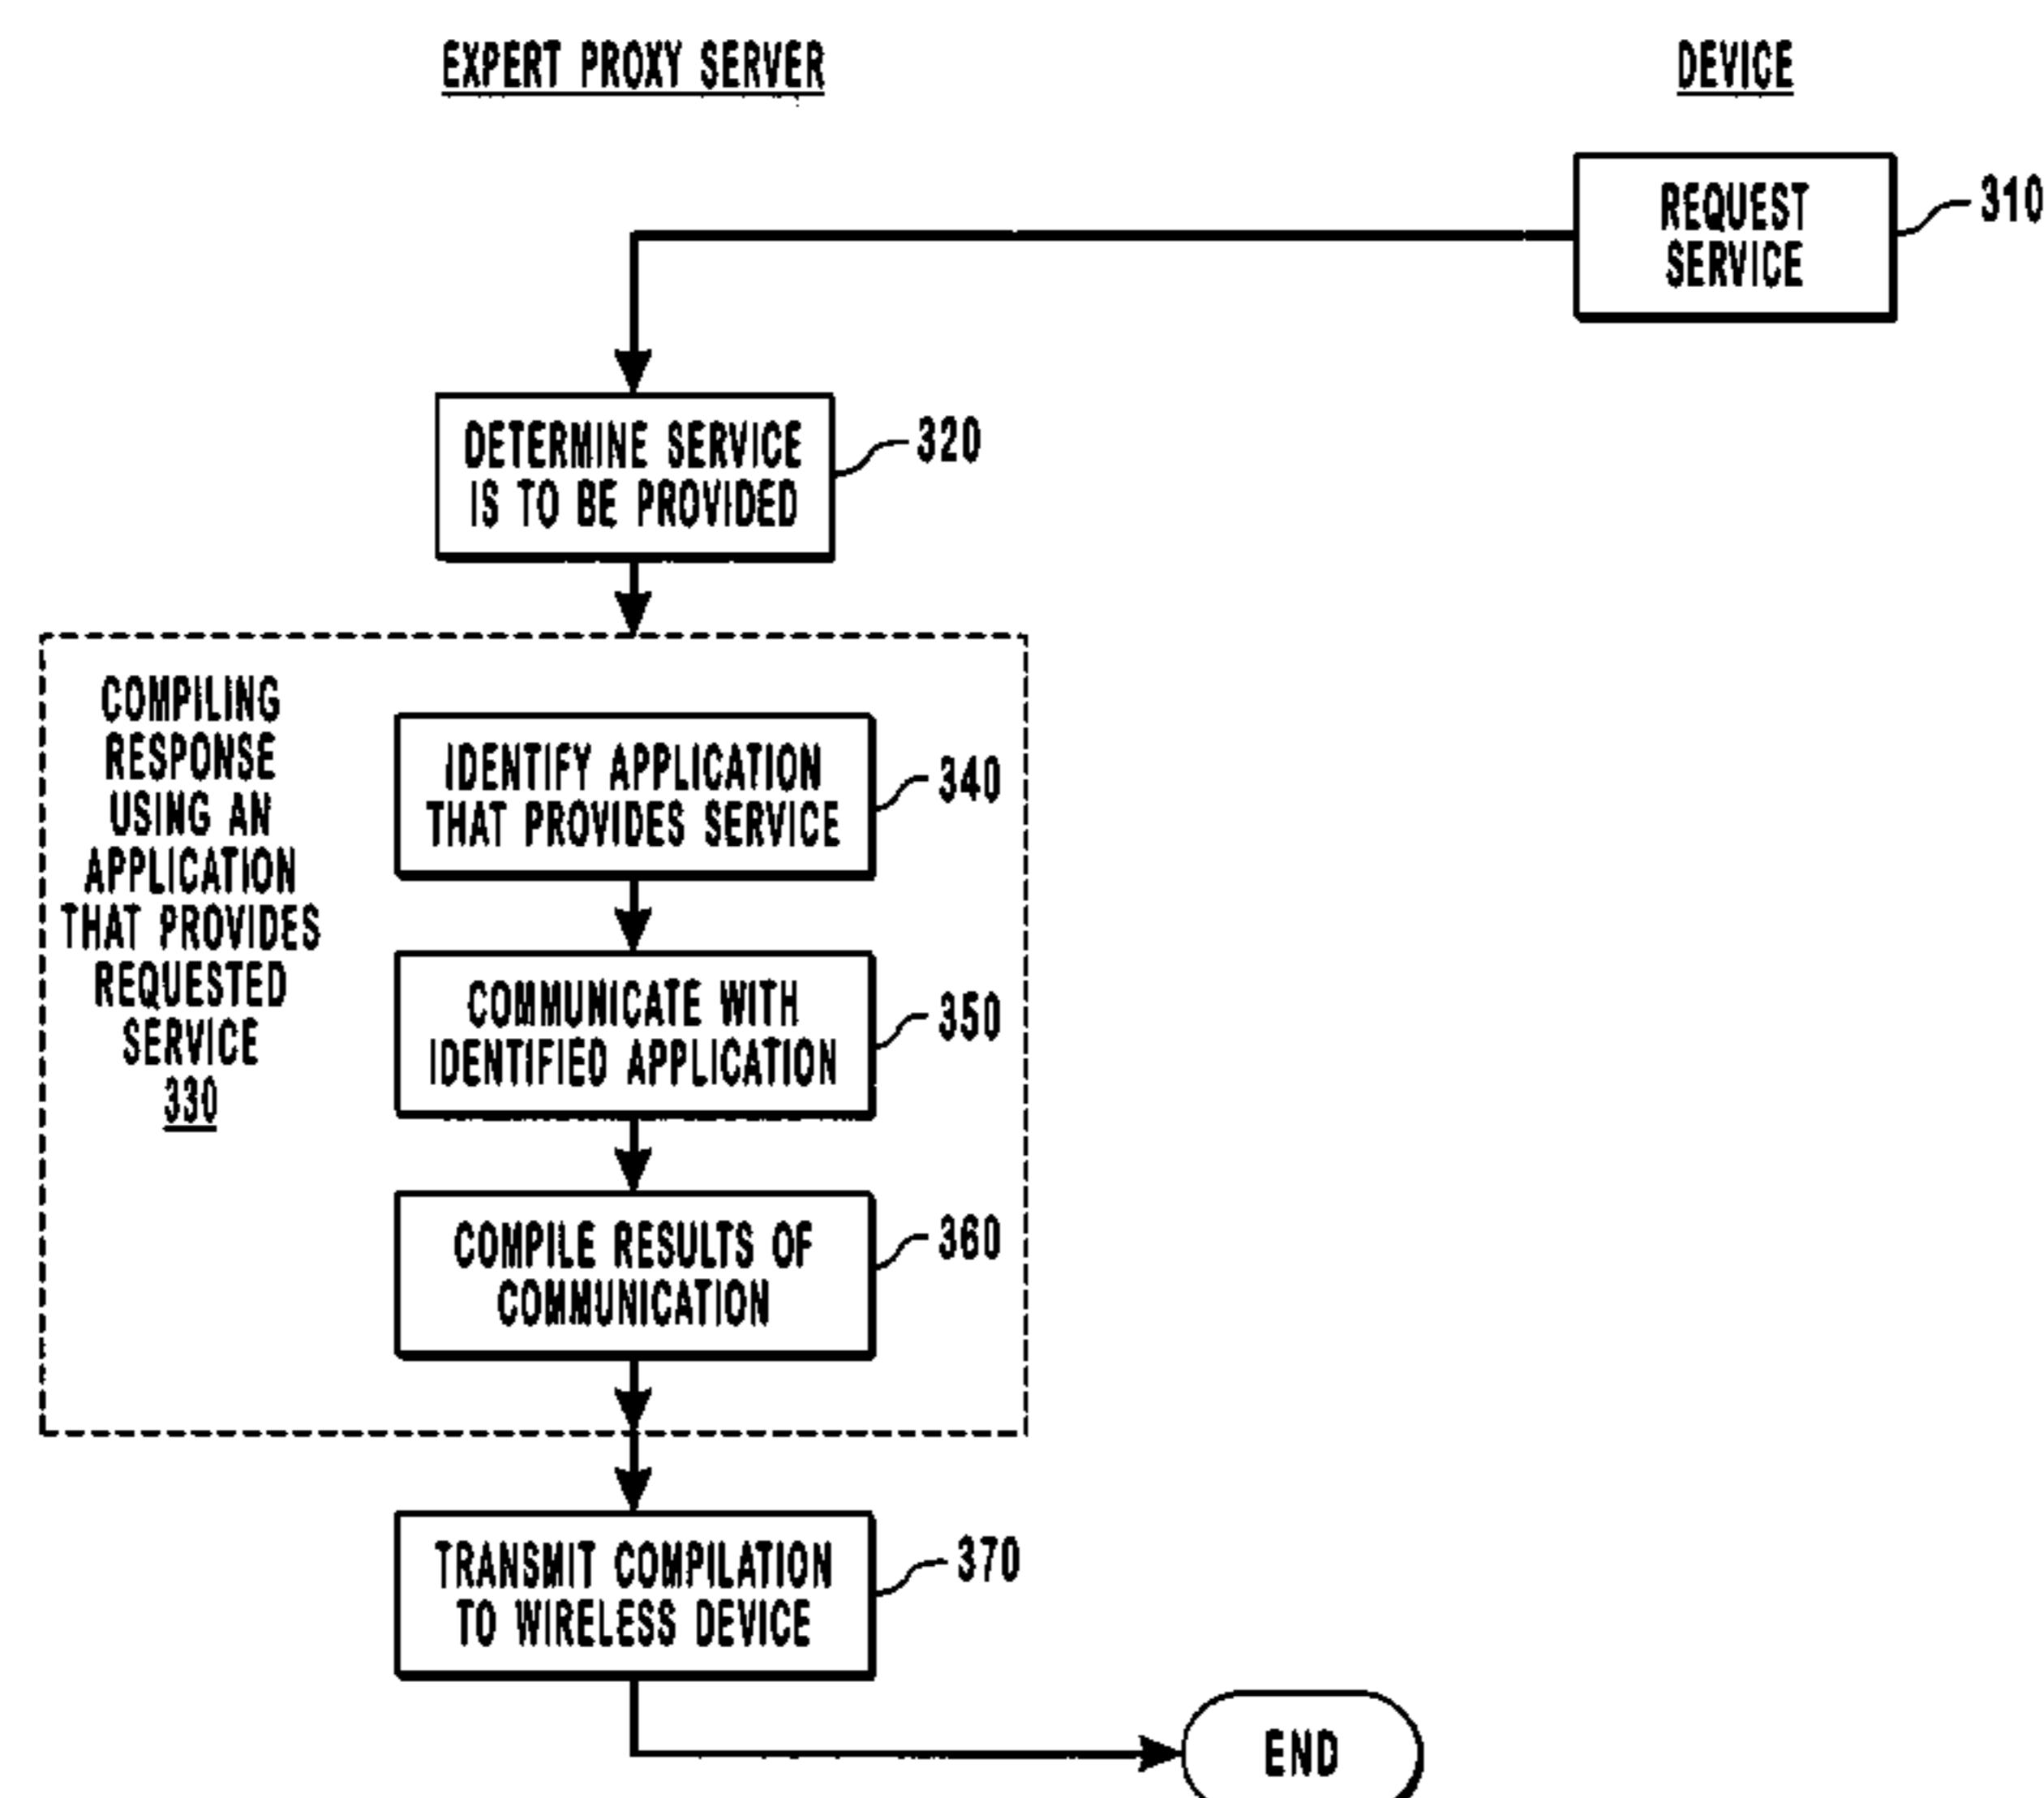 EXPERT PROXY SERVER
DEVICE
REQUEST
SERVICE
310
DETERMINE SERVICE
IS TO BE PROVIDED
320
COMPILING
RESPONSE
USING AN
APPLICATION
THAT PROVIDES
REQUESTED
SERVICE
330
IDENTIFY APPLICATION
THAT PROVIDES SERVICE
340
COMMUNICATE WITH
IDENTIFIED APPLICATION
350
COMPILE RESULTS OF
COMMUNICATION
360
TRANSMIT COMPILATION
TO WIRELESS DEVICE
370
END